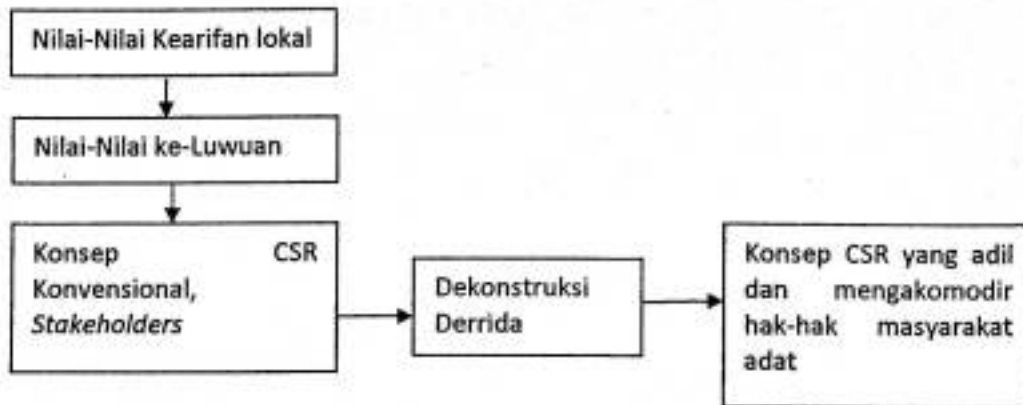 Nilai-Nilai Kearifan lokal
Nilai-Nilai ke-Luwuan
Konsep CSR
Konvensional,
Stakeholders
Dekonstruksi
Derrida
Konsep CSR yang adil
dan mengakomodir
hak-hak masyarakat
adat